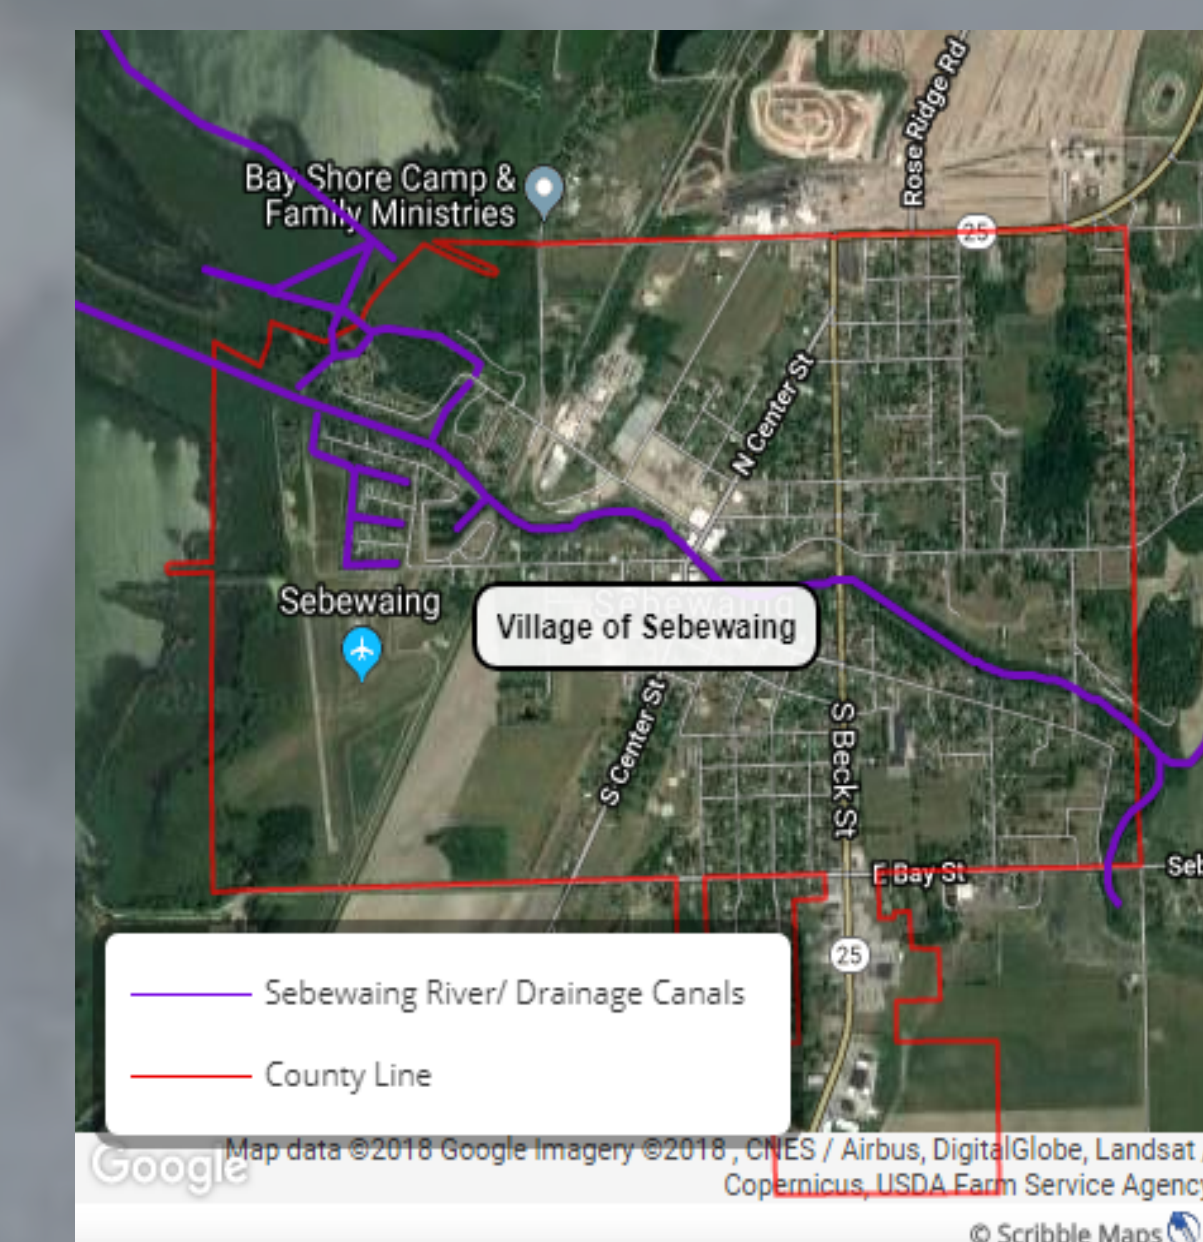 Rose Ridge Rd
Bay Shore Camp &
Family Ministries
25
N Center St
Sebewaing
Sebewaing
Village of Sebewaing
S Center St
S Beck St
E Bay St
Seb
25
Sebewaing River/ Drainage Canals
County Line
Google
Map data ©2018 Google Imagery ©2018 , CNES / Airbus, DigitalGlobe, Landsat /
Copernicus, USDA Farm Service Agency
© Scribble Maps